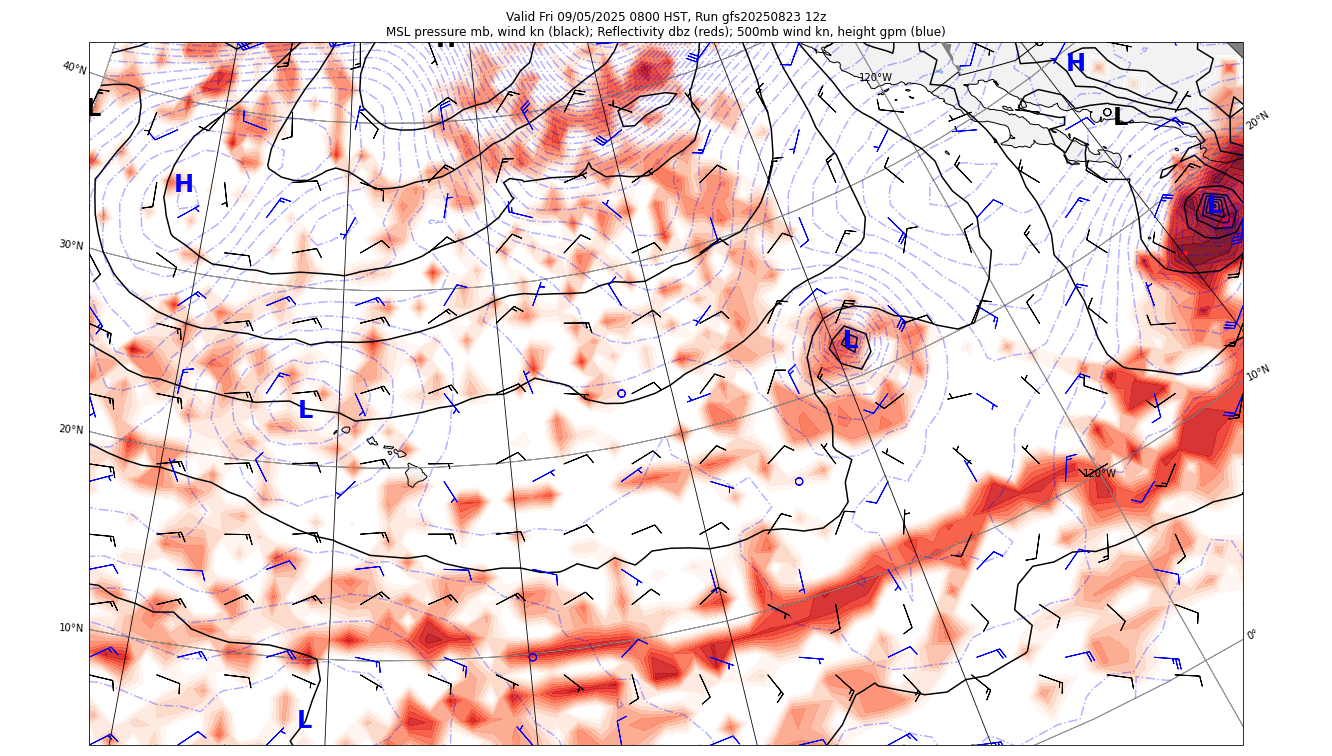 Valid Fri 09/05/2025 0800 HST, Run gfs20250823 12z
MSL pressure mb, wind kn (black); Reflectivity dbz (reds); 500mb wind kn, height gpm (blue)
H
40°N
120°W
L
L
20°N
H
L
30°N
L
10°N
L
20°N
120°W
10°N
0°
L